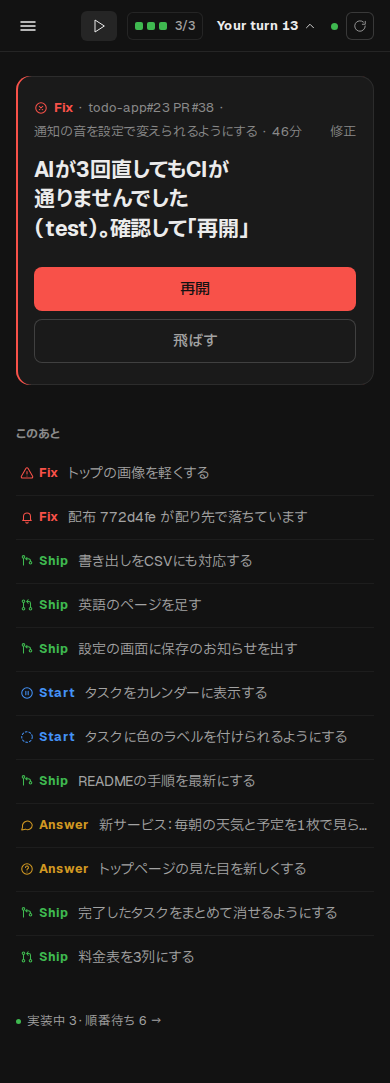 3/3 Your turn 13
Fix · todo-app#23 PR#38 ·
通知の音を設定で変えられるようにする · 46分 修正
AIが3回直してもCIが
通りませんでした
（test）。確認して「再開」
再開
飛ばす
このあと
Fix トップの画像を軽くする
Fix 配布 772d4fe が配り先で落ちています
Ship 書き出しをCSVにも対応する
Ship 英語のページを足す
Ship 設定の画面に保存のお知らせを出す
Start タスクをカレンダーに表示する
Start タスクに色のラベルを付けられるようにする
Ship READMEの手順を最新にする
Answer 新サービス：毎朝の天気と予定を1枚で見ら…
Answer トップページの見た目を新しくする
Ship 完了したタスクをまとめて消せるようにする
Ship 料金表を3列にする
実装中 3 · 順番待ち 6 →